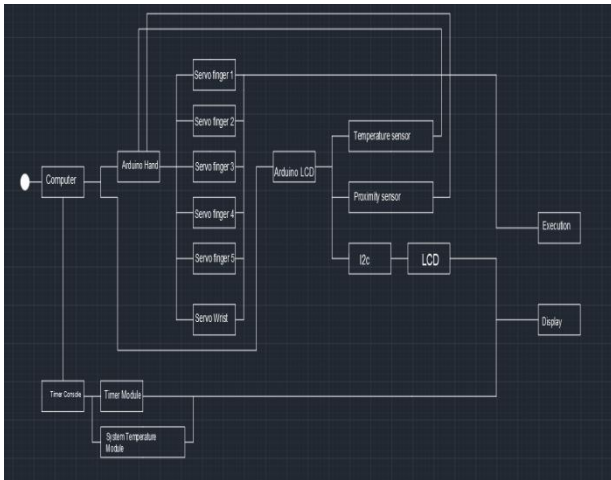 Servo finger 1
Servo finger 2
Temperature sensor
Arduino Hand
Servo finger 3
Arduino LCD
Computer
Proximity sensor
Servo finger 4
Execution
Servo finger 5
I2c
LCD
Servo Wrist
Display
Timer Console
Timer Module
System Temperature
Module